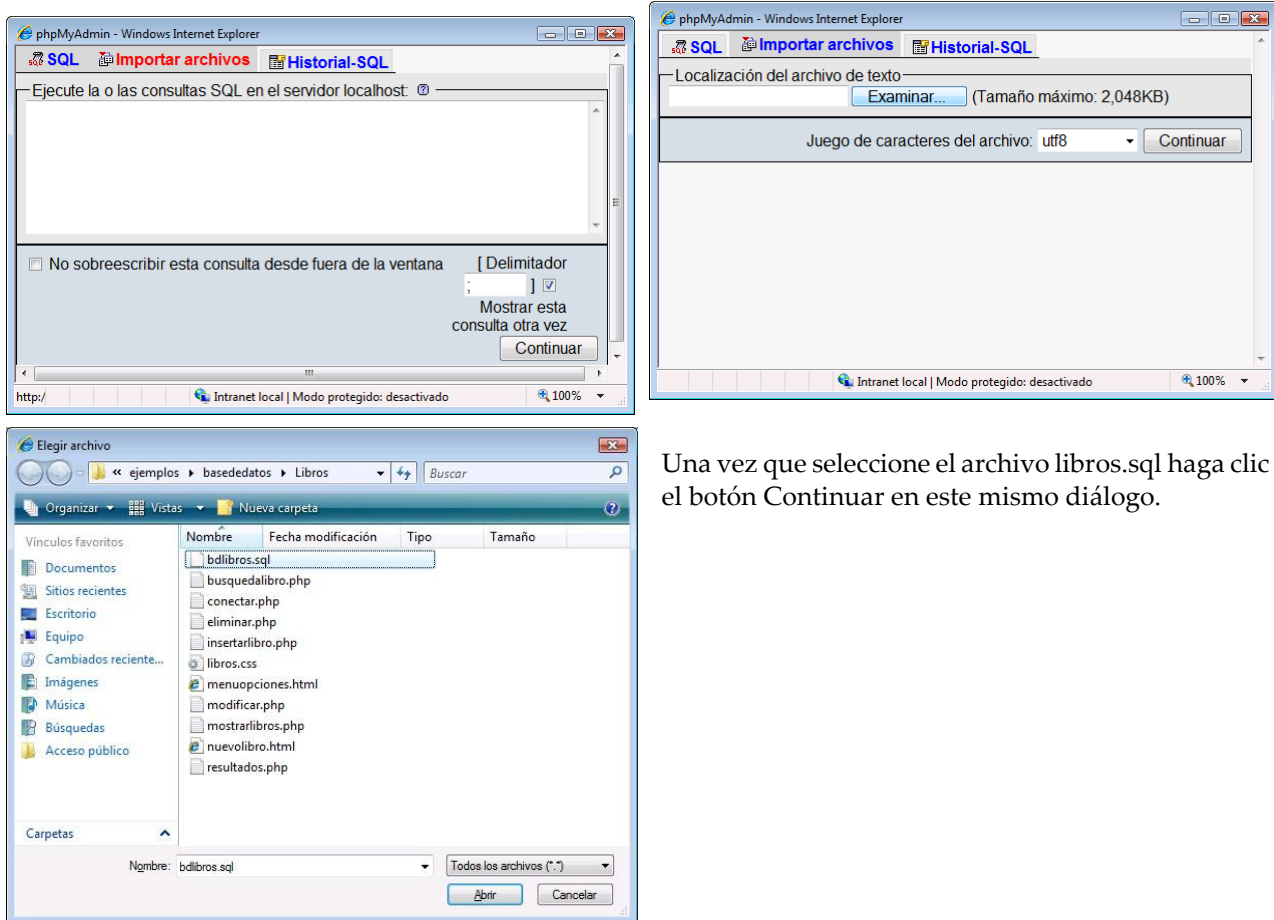 phpMyAdmin - Windows Internet Explorer
SQL Importar archivos Historial-SQL
Ejecute la o las consultas SQL en el servidor localhost:
No sobreescribir esta consulta desde fuera de la ventana
[ Delimitador
; ]
Mostrar esta
consulta otra vez
Continuar
http:/ Intranet local | Modo protegido: desactivado 100%
phpMyAdmin - Windows Internet Explorer
SQL Importar archivos Historial-SQL
Localización del archivo de texto
Examinar... (Tamaño máximo: 2,048KB)
Juego de caracteres del archivo: utf8 Continuar
Intranet local | Modo protegido: desactivado 100%
Elegir archivo
« ejemplos basededatos Libros Buscar
Organizar Vistas Nueva carpeta
Vínculos favoritos
Documentos
Sitios recientes
Escritorio
Equipo
Cambiados reciente...
Imágenes
Música
Búsquedas
Acceso público
Carpetas
Nombre Fecha modificación Tipo Tamaño
bdlibros.sql
busquedalibro.php
conectar.php
eliminar.php
insertarlibro.php
libros.css
menuopciones.html
modificar.php
mostrarlibros.php
nuevolibro.html
resultados.php
Nombre: bdlibros.sql Todos los archivos (*.*)
Abrir Cancelar
Una vez que seleccione el archivo libros.sql haga clic
el botón Continuar en este mismo diálogo.